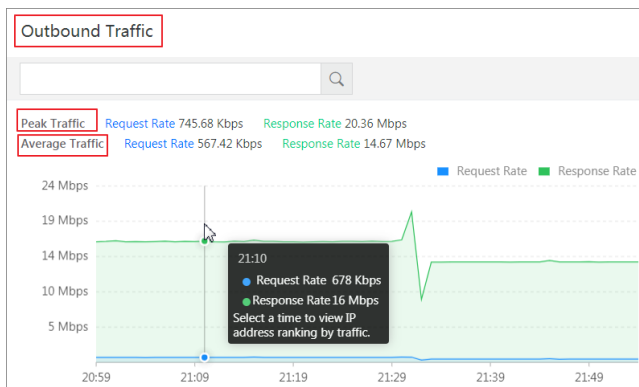 Outbound Traffic
Peak Traffic Request Rate 745.68 Kbps Response Rate 20.36 Mbps
Average Traffic Request Rate 567.42 Kbps Response Rate 14.67 Mbps
Request Rate Response Rate
24 Mbps
19 Mbps
14 Mbps
10 Mbps
5 Mbps
21:10
Request Rate 678 Kbps
Response Rate 16 Mbps
Select a time to view IP
address ranking by traffic.
20:59 21:09 21:19 21:29 21:39 21:49